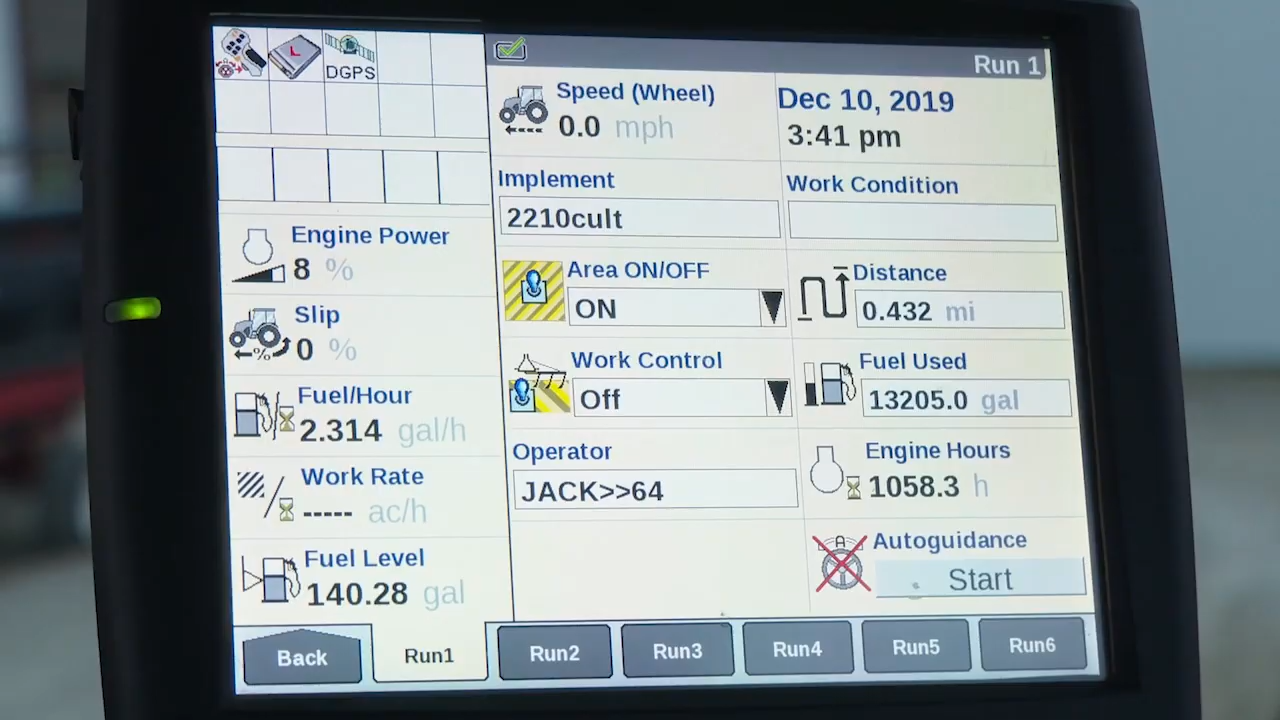 DGPS
Run 1
Speed (Wheel)
0.0 mph
Dec 10, 2019
3:41 pm
Implement
2210cult
Work Condition
Engine Power
8 %
Area ON/OFF
ON
Distance
0.432 mi
Slip
0 %
%
Work Control
Off
Fuel Used
13205.0 gal
Fuel/Hour
2.314 gal/h
Operator
JACK>>64
Engine Hours
1058.3 h
Work Rate
----- ac/h
Autoguidance
A
Start
Fuel Level
140.28 gal
Back
Run1
Run2
Run3
Run4
Run5
Run6